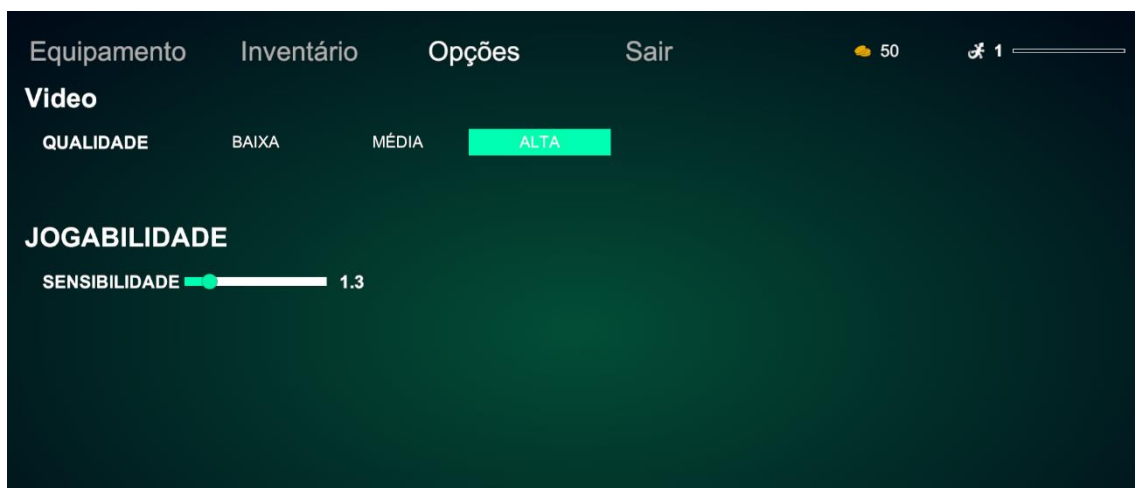 Equipamento Inventário Opções Sair 50 1
Video
QUALIDADE BAIXA MÉDIA ALTA
JOGABILIDADE
SENSIBILIDADE 1.3